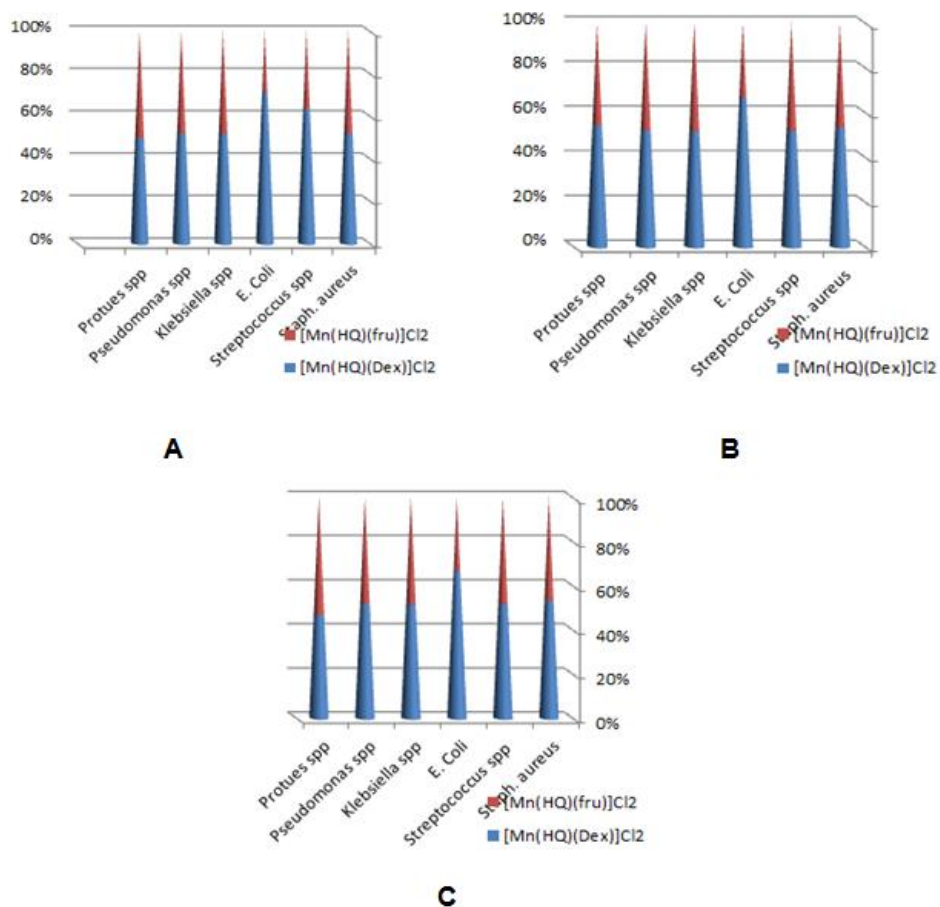 100%
80%
60%
40%
20%
0%
Protues spp
Pseudomonas spp
Klebsiella spp
E. Coli
Streptococcus spp
Staph. aureus
[Mn(HQ)(fru)]Cl2
[Mn(HQ)(Dex)]Cl2
A
100%
80%
60%
40%
20%
0%
Protues spp
Pseudomonas spp
Klebsiella spp
E. Coli
Streptococcus spp
Staph. aureus
[Mn(HQ)(fru)]Cl2
[Mn(HQ)(Dex)]Cl2
B
100%
80%
60%
40%
20%
0%
Protues spp
Pseudomonas spp
Klebsiella spp
E. Coli
Streptococcus spp
Staph. aureus
[Mn(HQ)(fru)]Cl2
[Mn(HQ)(Dex)]Cl2
C